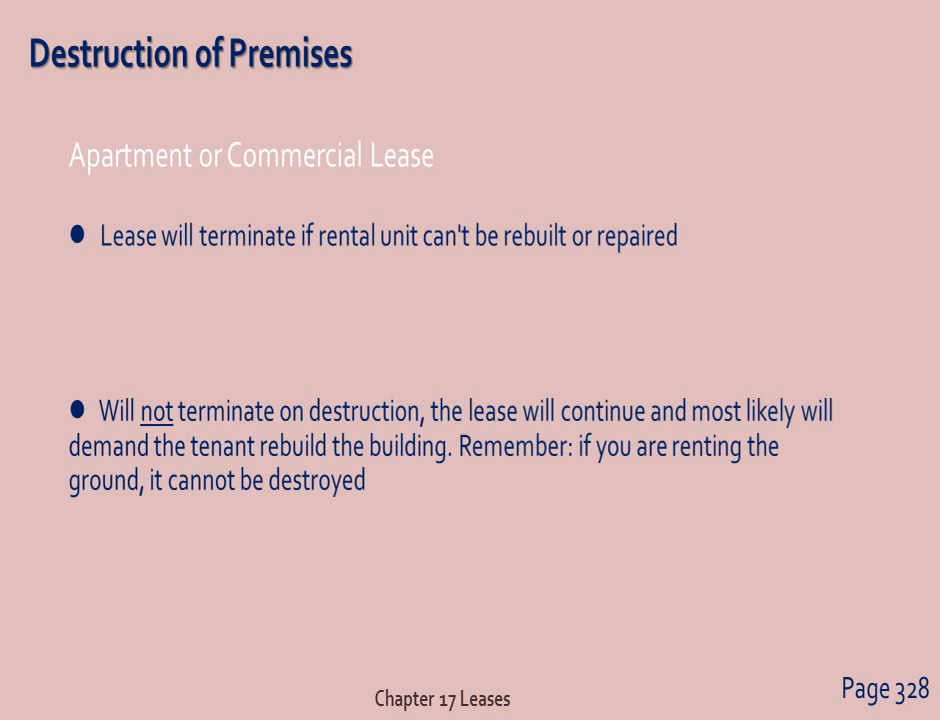 Destruction of Premises
Apartment or Commercial Lease
● Lease will terminate if rental unit can't be rebuilt or repaired
● Will not terminate on destruction, the lease will continue and most likely will
demand the tenant rebuild the building. Remember: if you are renting the
ground, it cannot be destroyed
Chapter 17 Leases
Page 328